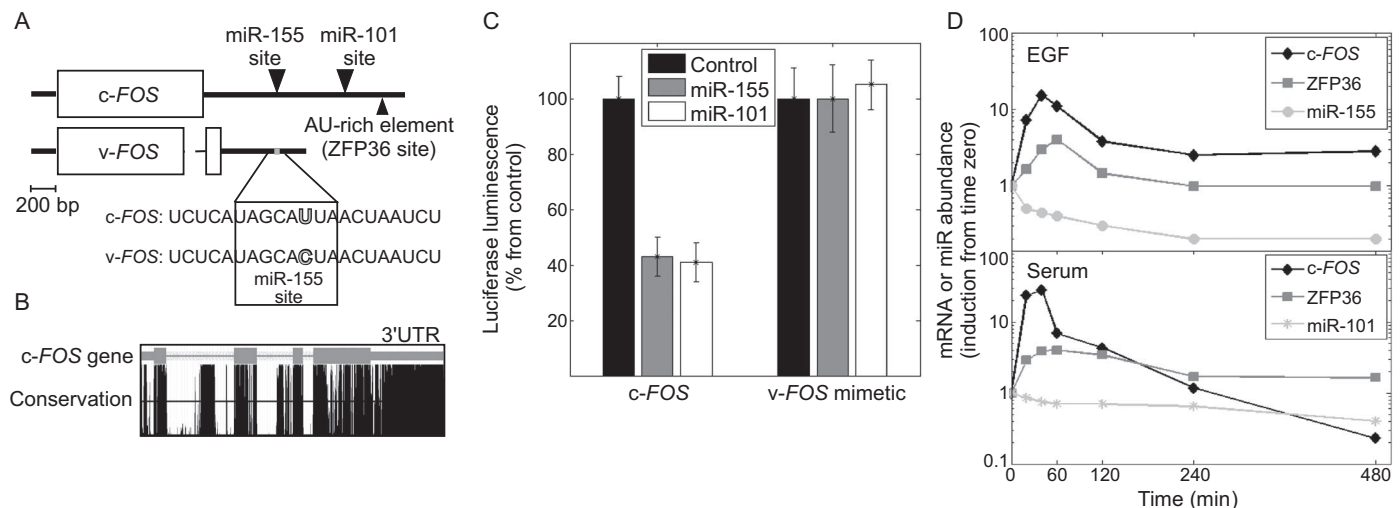 A
miR-155
site
miR-101
site
c-FOS
AU-rich element
(ZFP36 site)
v-FOS
200 bp
c-FOS: UCUCAUAGCAUUAACUAAUCU
v-FOS: UCUCAUAGCACUAACUAAUCU
miR-155
site
B
3'UTR
c-FOS gene
Conservation
C
Luciferase luminescence
(% from control)
100
80
60
40
20
Control
miR-155
miR-101
c-FOS
v-FOS mimetic
D
mRNA or miR abundance
(induction from time zero)
EGF
100
10
1
c-FOS
ZFP36
miR-155
Serum
100
10
1
0.1
c-FOS
ZFP36
miR-101
0
60
120
240
480
Time (min)